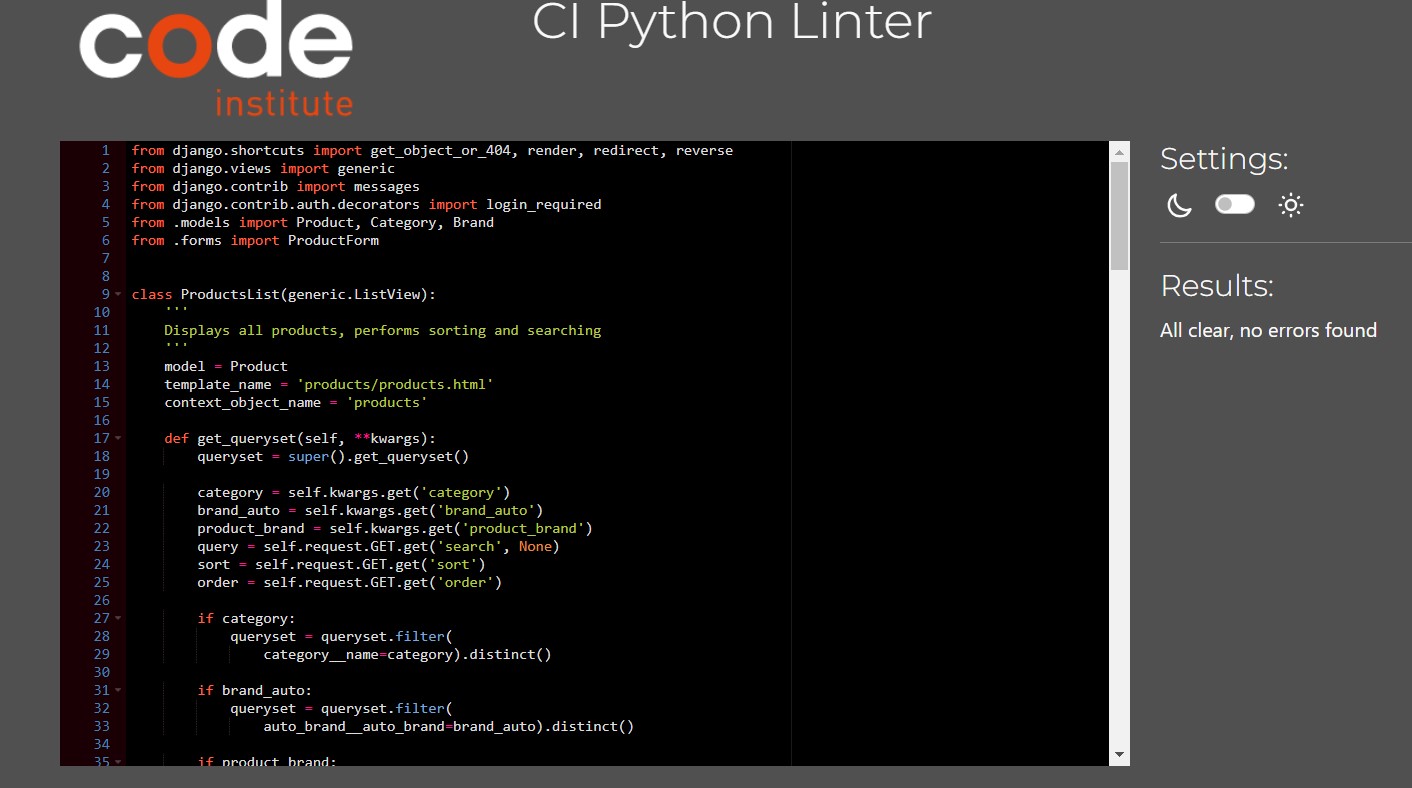 code
institute
CI Python Linter
1 from django.shortcuts import get_object_or_404, render, redirect, reverse
2 from django.views import generic
3 from django.contrib import messages
4 from django.contrib.auth.decorators import login_required
5 from .models import Product, Category, Brand
6 from .forms import ProductForm
7
8
9 class ProductsList(generic.ListView):
10     '''
11     Displays all products, performs sorting and searching
12     '''
13     model = Product
14     template_name = 'products/products.html'
15     context_object_name = 'products'
16
17     def get_queryset(self, **kwargs):
18         queryset = super().get_queryset()
19
20         category = self.kwargs.get('category')
21         brand_auto = self.kwargs.get('brand_auto')
22         product_brand = self.kwargs.get('product_brand')
23         query = self.request.GET.get('search', None)
24         sort = self.request.GET.get('sort')
25         order = self.request.GET.get('order')
26
27         if category:
28             queryset = queryset.filter(
29                 category__name=category).distinct()
30
31         if brand_auto:
32             queryset = queryset.filter(
33                 auto_brand__auto_brand=brand_auto).distinct()
34
35         if product_brand:
Settings:
Results:
All clear, no errors found